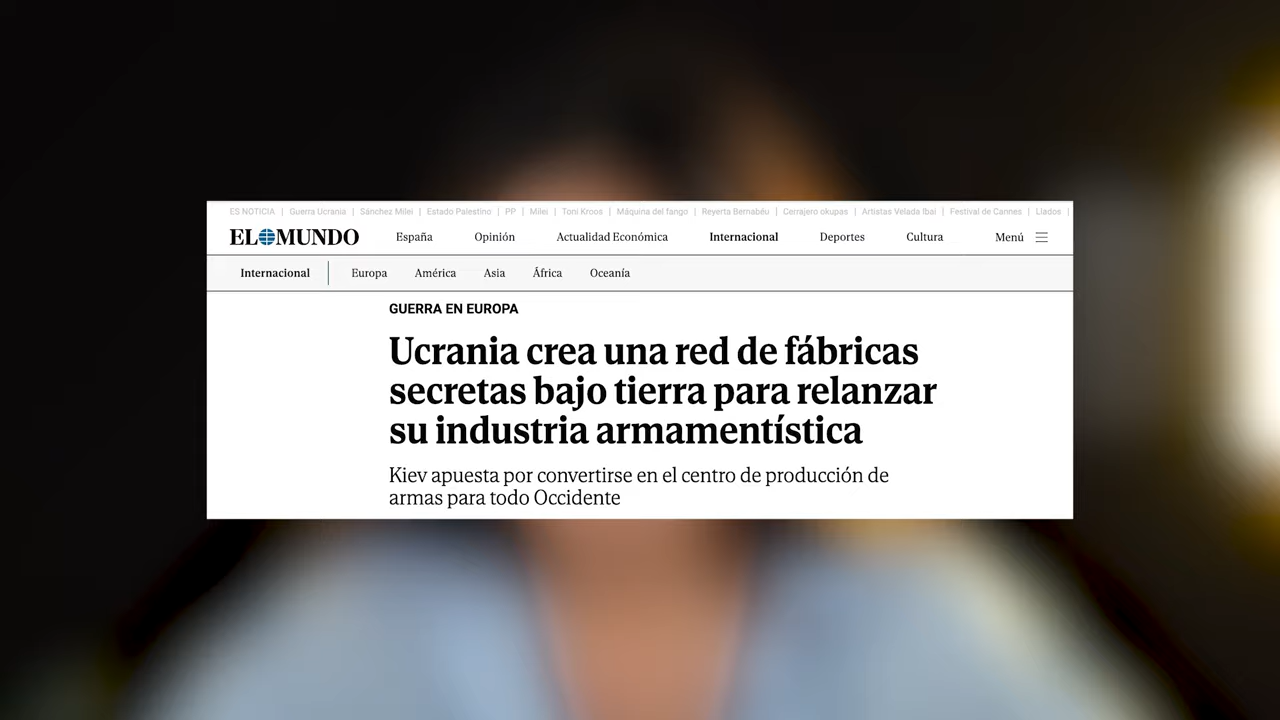 ES NOTICIA | Guerra Ucrania | Sánchez Milei | Estado Palestino | PP | Milei | Toni Kroos | Máquina del fango | Reyerta Bernabéu | Cerrajero okupas | Artistas Velada Ibai | Festival de Cannes | Llados |
EL MUNDO España Opinión Actualidad Económica Internacional Deportes Cultura Menú
Internacional | Europa América Asia África Oceanía
GUERRA EN EUROPA
Ucrania crea una red de fábricas
secretas bajo tierra para relanzar
su industria armamentística
Kiev apuesta por convertirse en el centro de producción de
armas para todo Occidente